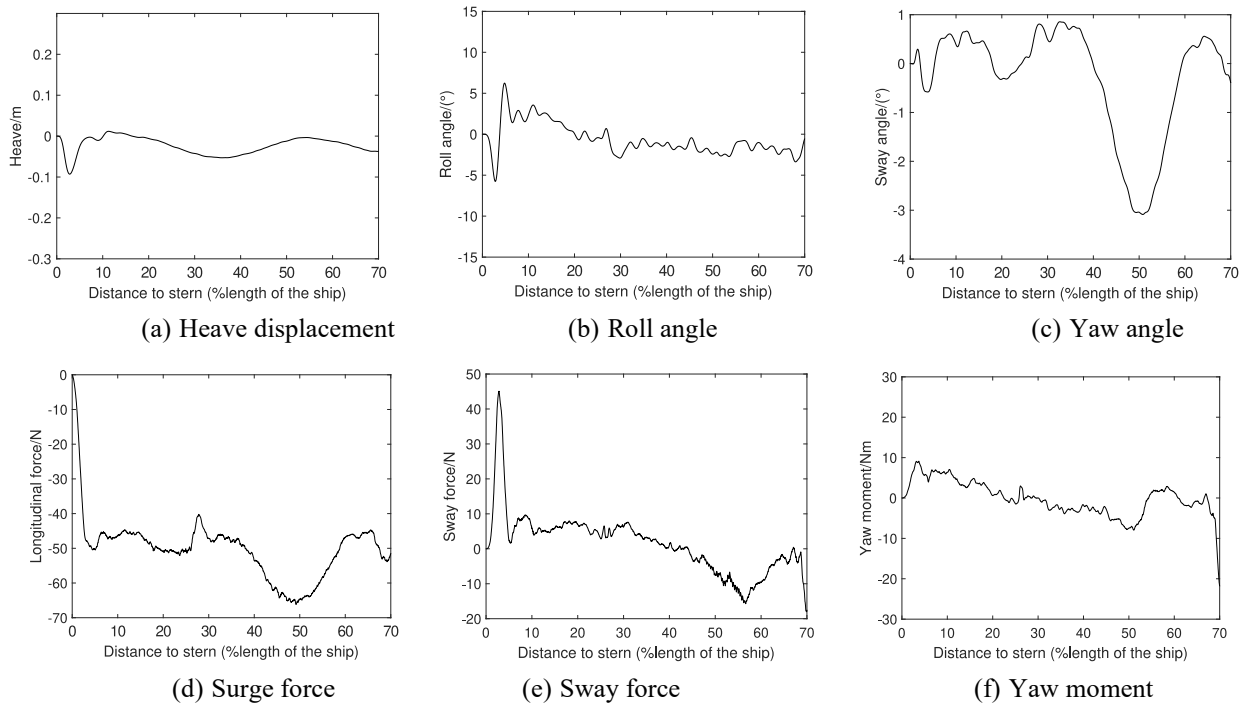 0.2
0.1
0
-0.1
-0.2
-0.3
Heave/m
0 10 20 30 40 50 60 70
Distance to stern (%length of the ship)
(a) Heave displacement
15
10
5
0
-5
-10
-15
Roll angle/(°)
0 10 20 30 40 50 60 70
Distance to stern (%length of the ship)
(b) Roll angle
1
0
-1
-2
-3
-4
Sway angle/(°)
0 10 20 30 40 50 60 70
Distance to stern (%length of the ship)
(c) Yaw angle
0
-10
-20
-30
-40
-50
-60
-70
Longitudinal force/N
0 10 20 30 40 50 60 70
Distance to stern (%length of the ship)
(d) Surge force
50
40
30
20
10
0
-10
-20
Sway force/N
0 10 20 30 40 50 60 70
Distance to stern (%length of the ship)
(e) Sway force
30
20
10
0
-10
-20
-30
Yaw moment/Nm
0 10 20 30 40 50 60 70
Distance to stern (%length of the ship)
(f) Yaw moment